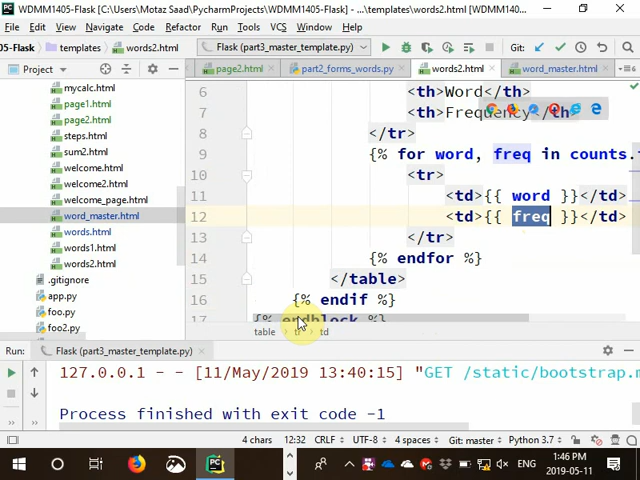 WDMM1405-Flask [C:\Users\Motaz Saad\PycharmProjects\WDMM1405-Flask] - ...\templates\words2.html
File Edit View Navigate Code Refactor Run Tools VCS Window Help
05-Flask templates words2.html Flask (part3_master_template.py) Git:
Project page2.html part2_forms_words.py words2.html word_master.html
mycalc.html
page1.html
page2.html
steps.html
sum2.html
welcome.html
welcome2.html
welcome_page.html
word_master.html
words.html
words1.html
words2.html
.gitignore
app.py
foo.py
foo2.py
6 <th>Word</th>
7 <th>Frequency</th>
8 </tr>
9 {% for word, freq in counts.
10 <tr>
11 <td>{{ word }}</td>
12 <td>{{ freq }}</td>
13 </tr>
14 {% endfor %}
15 </table>
16 {% endif %}
17 {% endblock %}
table tr td
Run: Flask (part3_master_template.py)
127.0.0.1 - - [11/May/2019 13:40:15] "GET /static/bootstrap.m
Process finished with exit code -1
4 chars 12:32 CRLF UTF-8 4 spaces Git: master Python 3.7
1:46 PM
2019-05-11